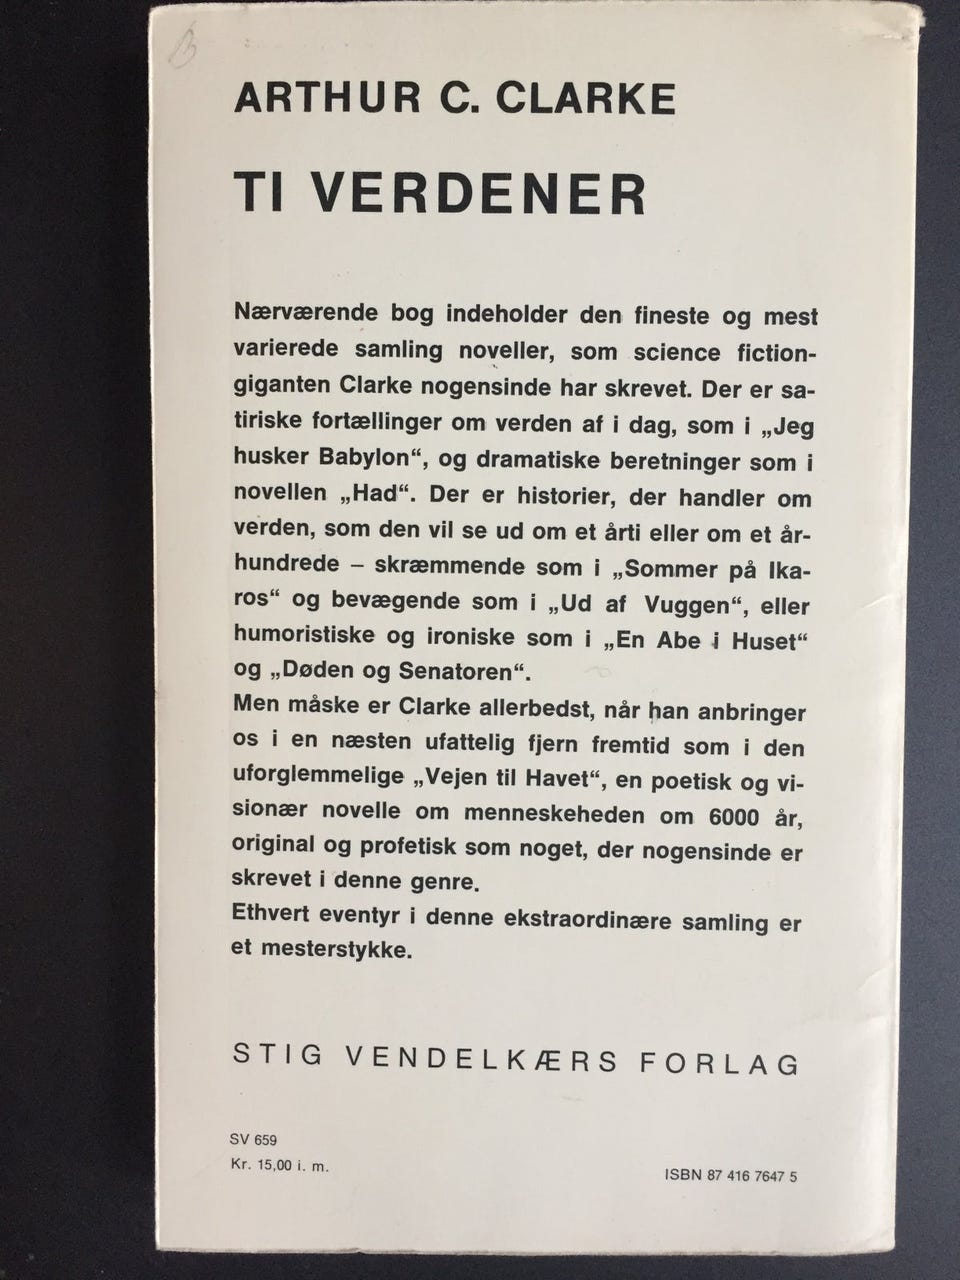 ARTHUR C. CLARKE
TI VERDENER
Nærværende bog indeholder den fineste og mest
varierede samling noveller, som science fiction-
giganten Clarke nogensinde har skrevet. Der er sa-
tiriske fortællinger om verden af i dag, som i „Jeg
husker Babylon“, og dramatiske beretninger som i
novellen „Had“. Der er historier, der handler om
verden, som den vil se ud om et årti eller om et år-
hundrede – skræmmende som i „Sommer på Ika-
ros“ og bevægende som i „Ud af Vuggen“, eller
humoristiske og ironiske som i „En Abe i Huset“
og „Døden og Senatoren“.
Men måske er Clarke allerbedst, når han anbringer
os i en næsten ufattelig fjern fremtid som i den
uforglemmelige „Vejen til Havet“, en poetisk og vi-
sionær novelle om menneskeheden om 6000 år,
original og profetisk som noget, der nogensinde er
skrevet i denne genre.
Ethvert eventyr i denne ekstraordinære samling er
et mesterstykke.
STIG VENDELKÆRS FORLAG
SV 659
Kr. 15,00 i. m.
ISBN 87 416 7647 5